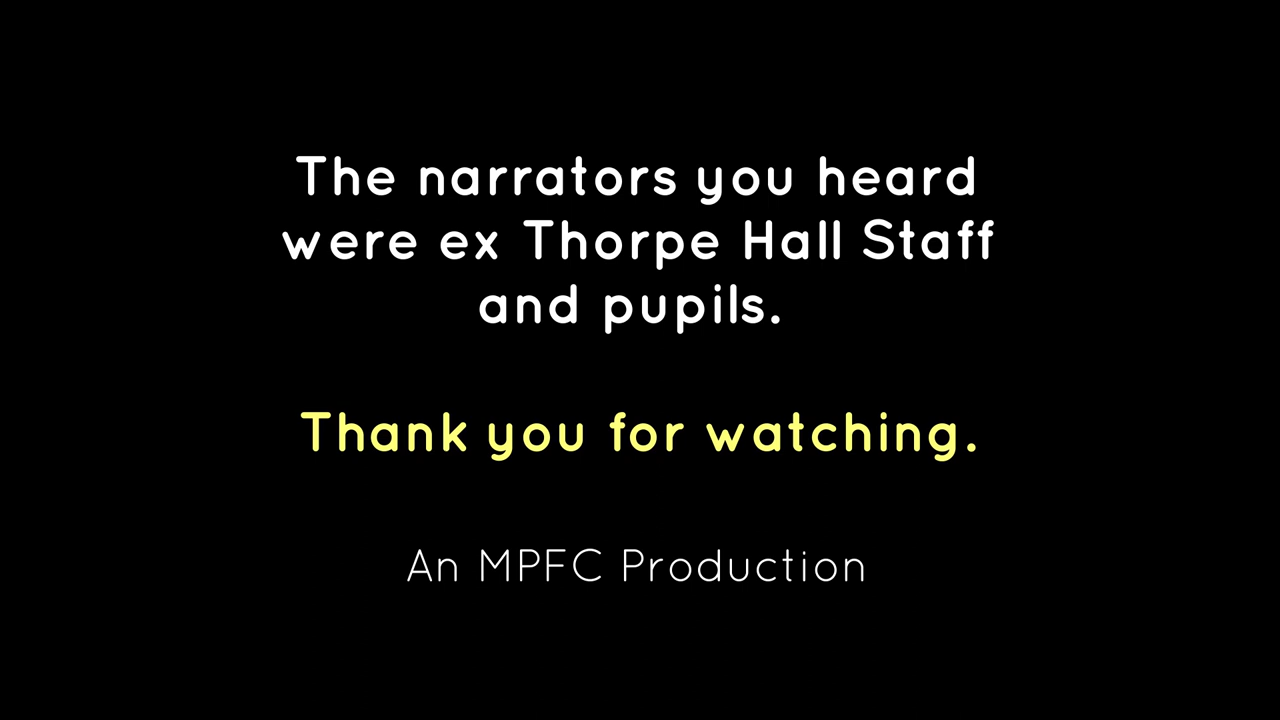 The narrators you heard
were ex Thorpe Hall Staff
and pupils.
Thank you for watching.
An MPFC Production